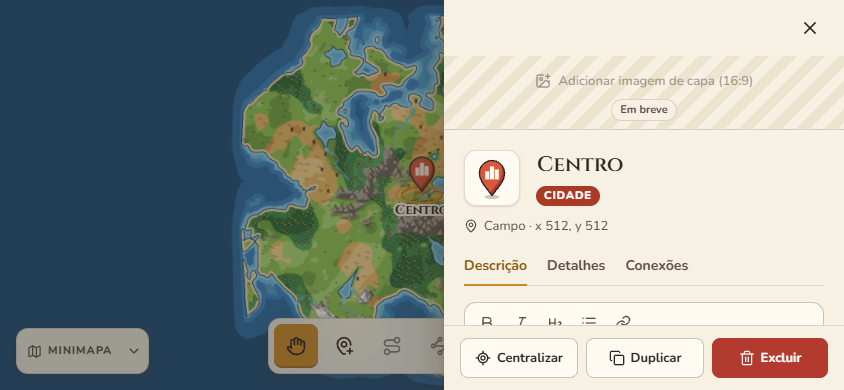 Adicionar imagem de capa (16:9)
Em breve
CENTRO
CIDADE
Campo · x 512, y 512
Descrição Detalhes Conexões
B I H2
Centralizar Duplicar Excluir
CENTRO
MINIMAPA